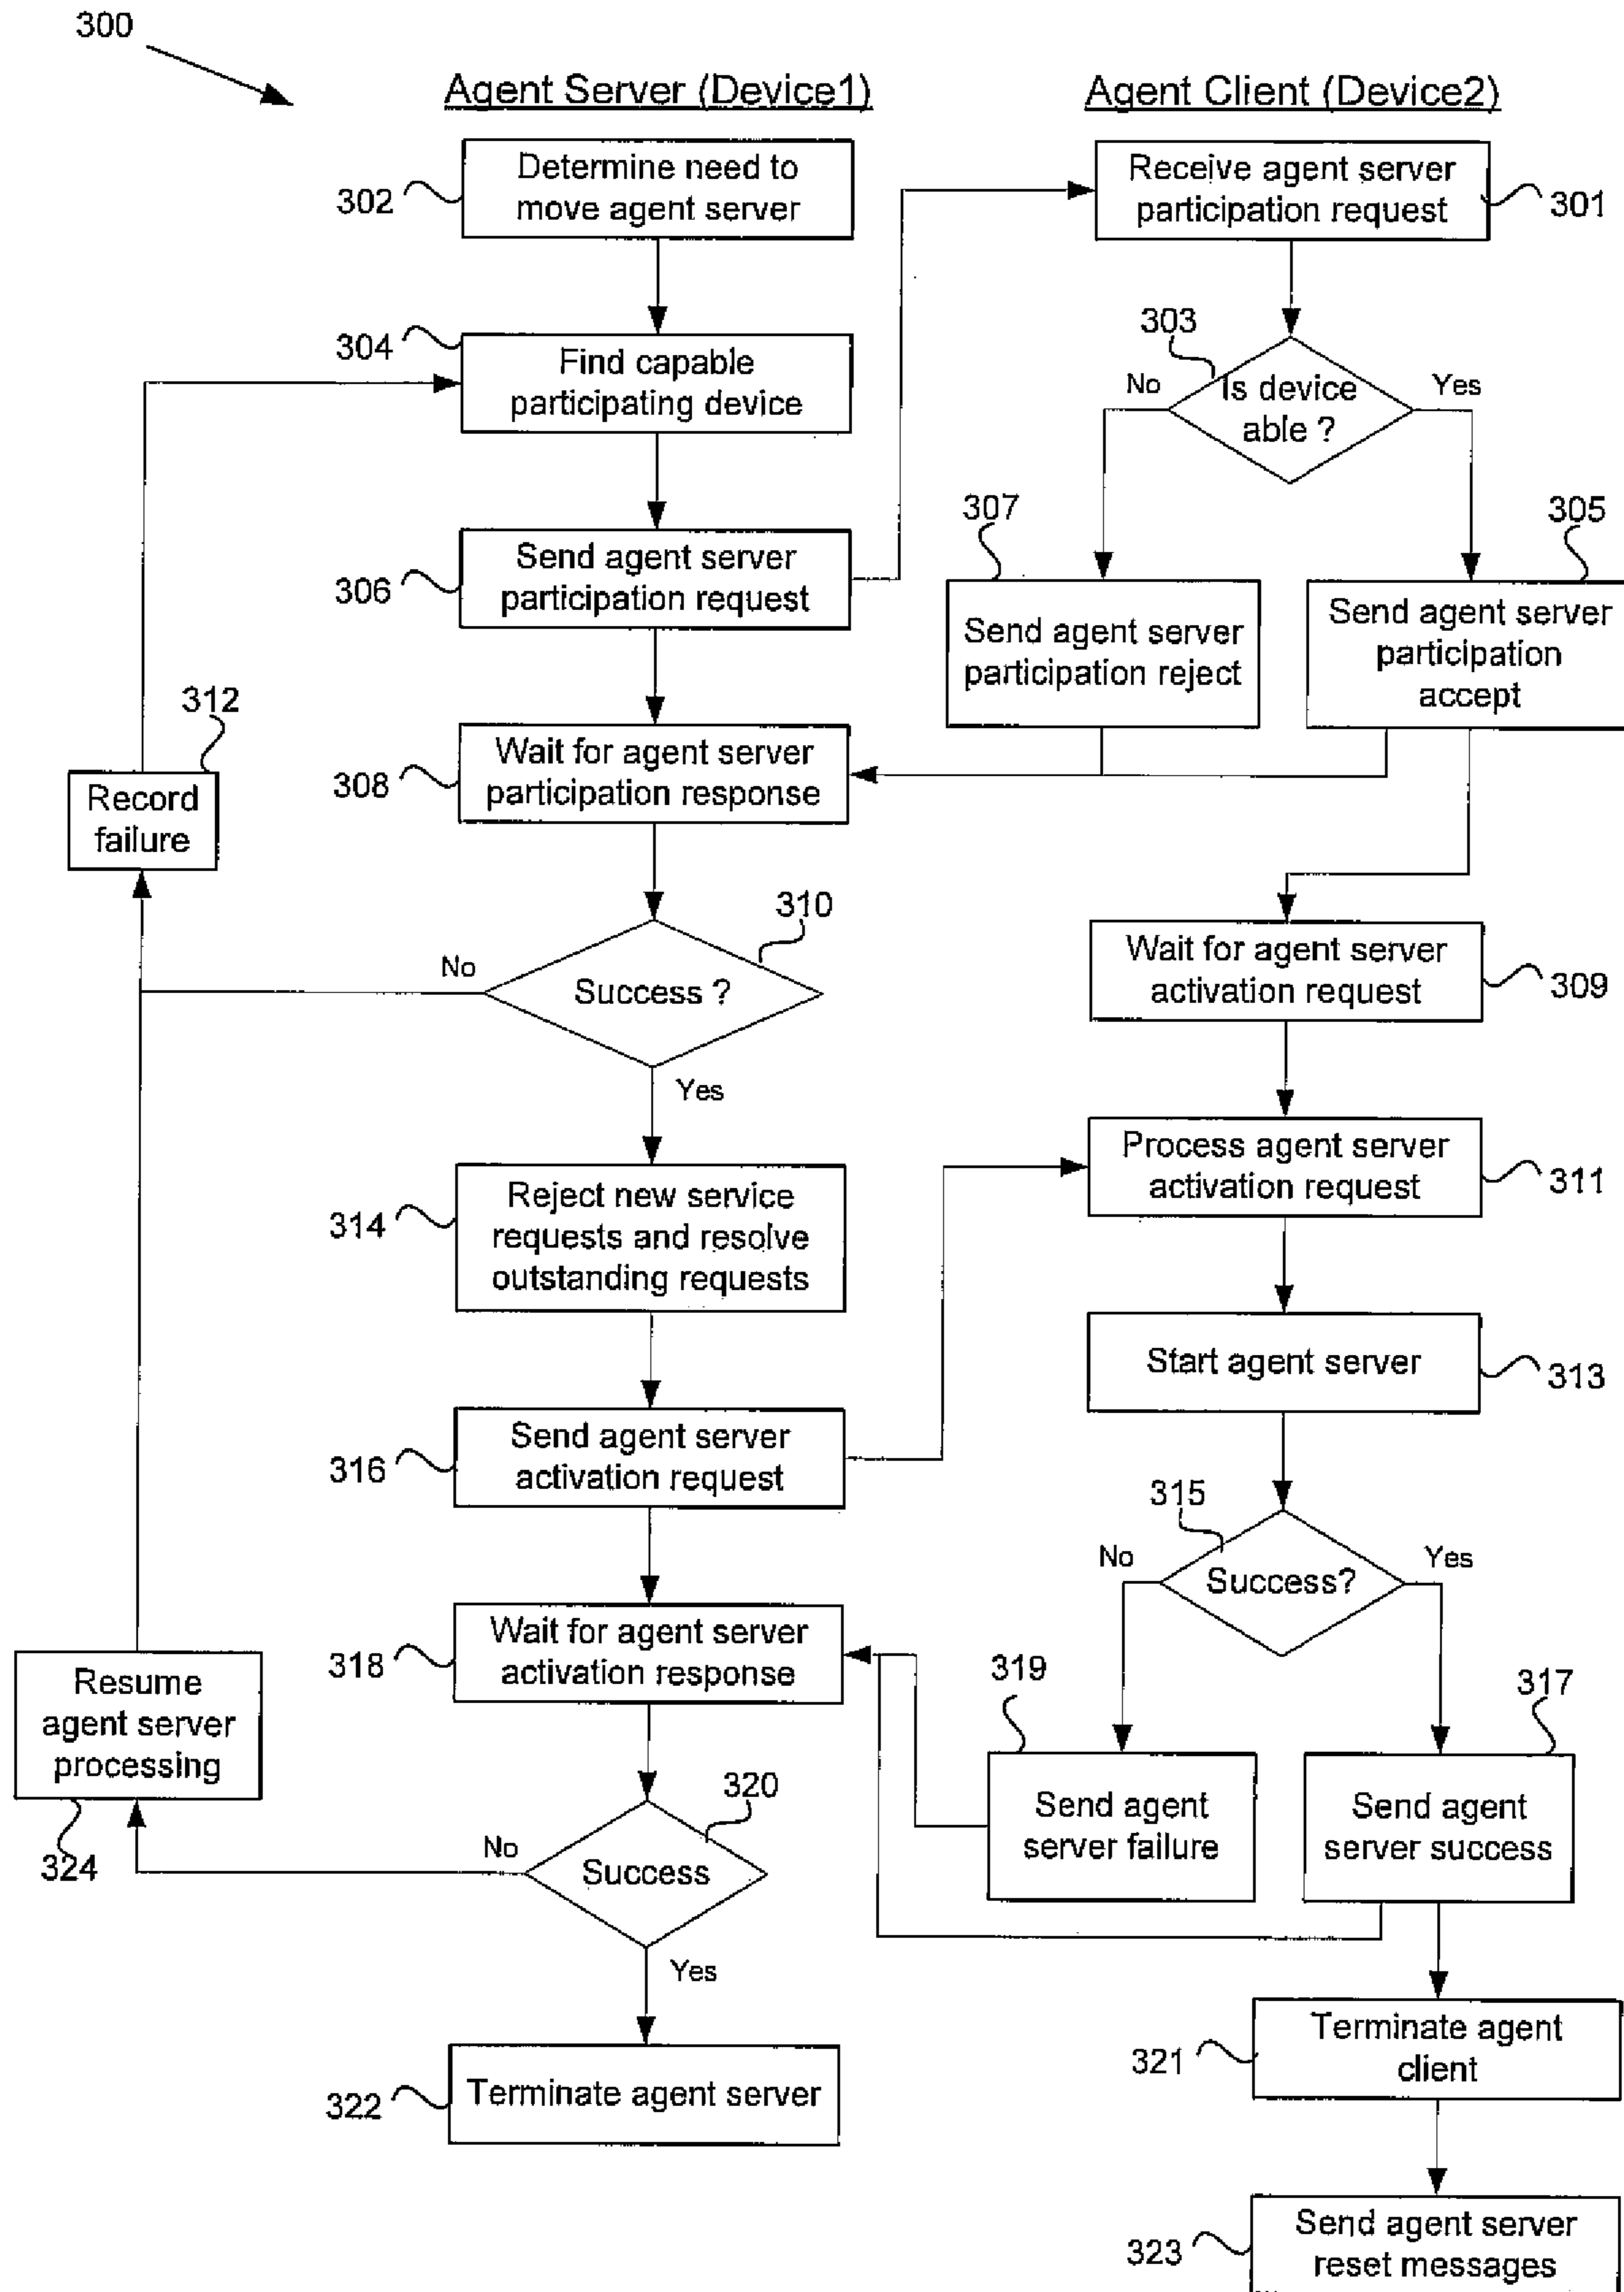 300
Agent Server (Device1)
Agent Client (Device2)
302
Determine need to
move agent server
Receive agent server
participation request
301
304
Find capable
participating device
303
No
Is device
able ?
Yes
306
Send agent server
participation request
307
Send agent server
participation reject
305
Send agent server
participation
accept
312
Record
failure
308
Wait for agent server
participation response
310
No
Success ?
Yes
Wait for agent server
activation request
309
314
Reject new service
requests and resolve
outstanding requests
Process agent server
activation request
311
Start agent server
313
316
Send agent server
activation request
315
No
Success?
Yes
318
Wait for agent server
activation response
Resume
agent server
processing
324
319
Send agent
server failure
317
Send agent
server success
320
No
Success
Yes
322
Terminate agent server
321
Terminate agent
client
323
Send agent server
reset messages